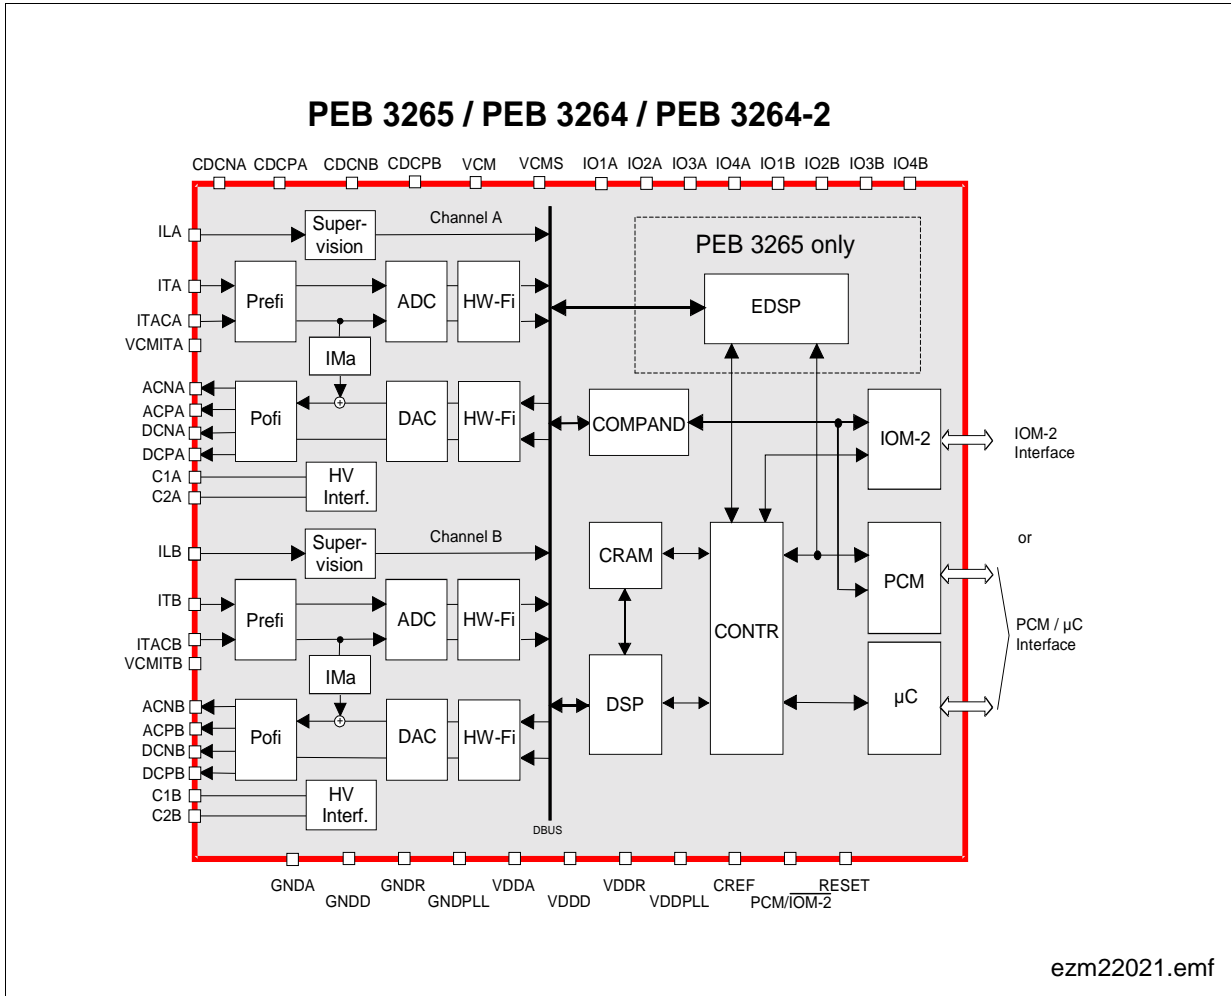 PEB 3265 / PEB 3264 / PEB 3264-2
CDCNA
CDCPA
CDCNB
CDCPB
VCM
VCMS
IO1A
IO2A
IO3A
IO4A
IO1B
IO2B
IO3B
IO4B
ILA
Super-
vision
Channel A
PEB 3265 only
ITA
ITACA
VCMITA
Prefi
ADC
HW-Fi
EDSP
IMa
ACNA
ACPA
DCNA
DCPA
Pofi
+
DAC
HW-Fi
COMPAND
IOM-2
IOM-2
Interface
C1A
C2A
HV
Interf.
ILB
Super-
vision
Channel B
CRAM
CONTR
PCM
or
ITB
ITACB
VCMITB
Prefi
ADC
HW-Fi
PCM / µC
Interface
IMa
DSP
µC
ACNB
ACPB
DCNB
DCPB
Pofi
+
DAC
HW-Fi
C1B
C2B
HV
Interf.
DBUS
GNDA
GNDD
GNDR
GNDPLL
VDDA
VDDD
VDDR
VDDPLL
CREF
PCM/IOM-2
RESET
ezm22021.emf